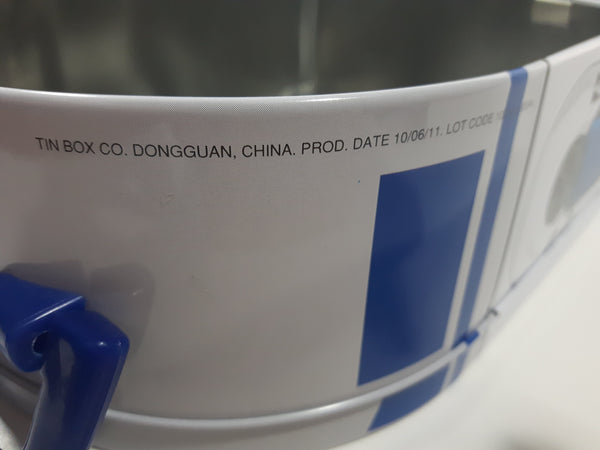 TIN BOX CO. DONGGUAN, CHINA. PROD. DATE 10/06/11. LOT CODE